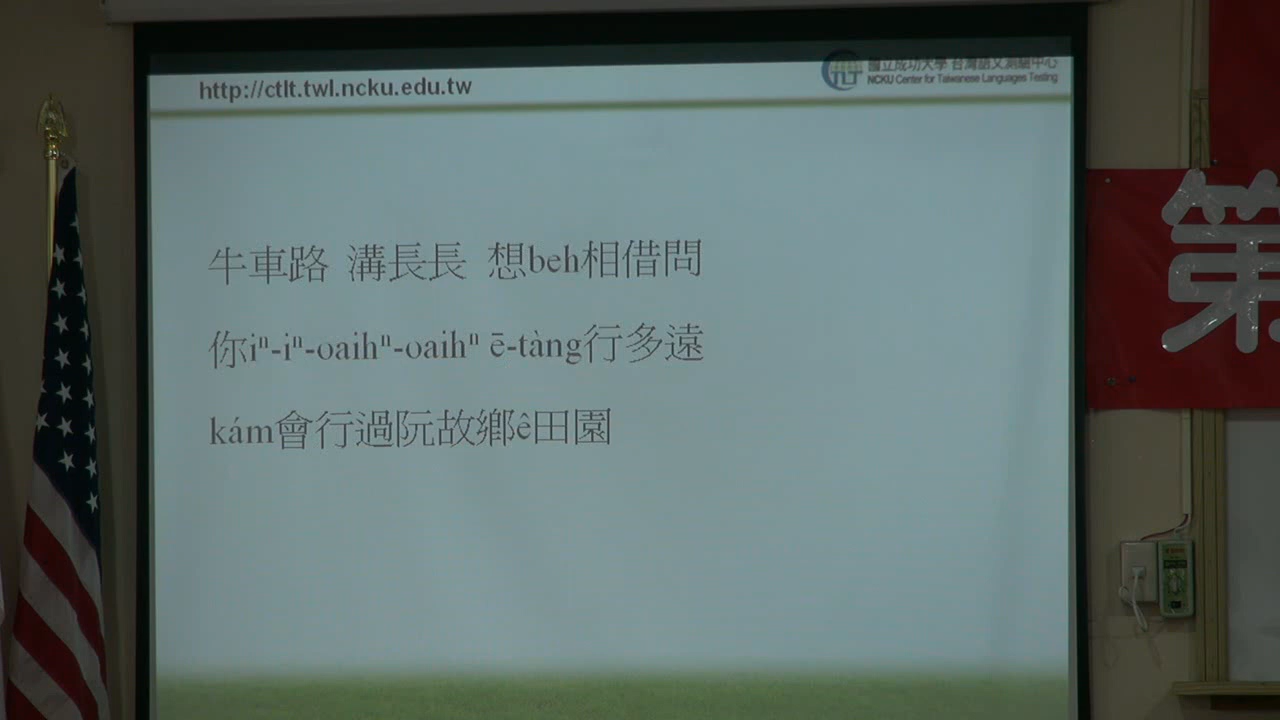 http://ctlt.twl.ncku.edu.tw
國立成功大學 台灣語文測驗中心
CTLT
NCKU Center for Taiwanese Languages Testing
牛車路 溝長長 想beh相借問
你iⁿ-iⁿ-oaihⁿ-oaihⁿ ē-tàng行多遠
kám會行過阮故鄉ê田園
第